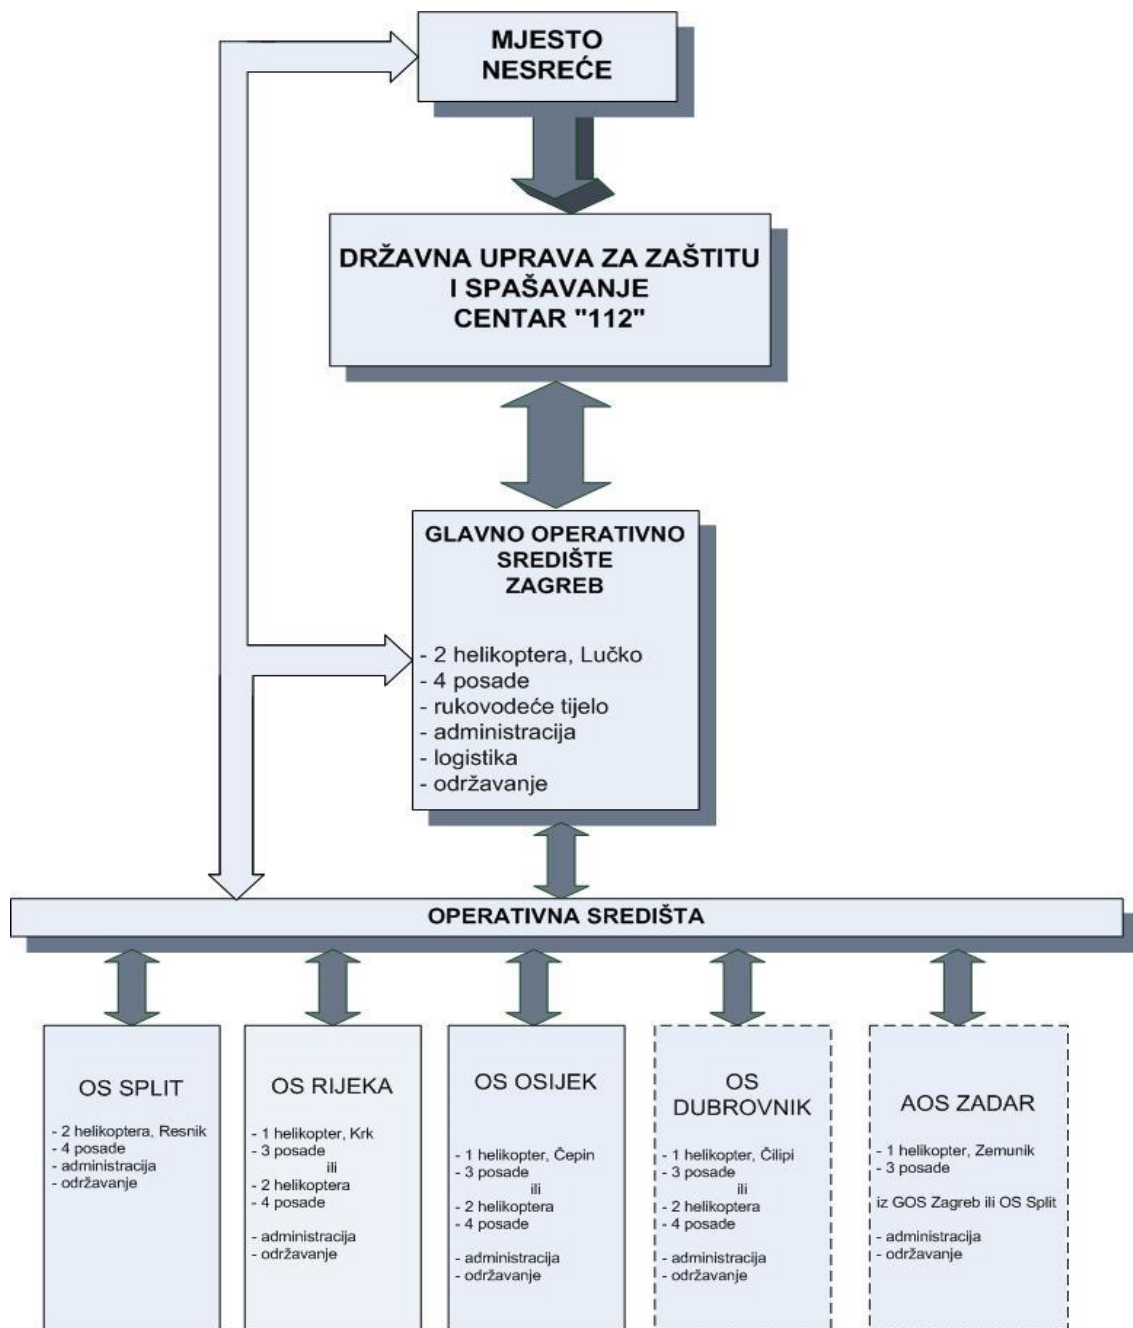 MJESTO
NESREĆE
DRŽAVNA UPRAVA ZA ZAŠTITU
I SPAŠAVANJE
CENTAR "112"
GLAVNO OPERATIVNO
SREDIŠTE
ZAGREB
- 2 helikoptera, Lučko
- 4 posade
- rukovodeće tijelo
- administracija
- logistika
- održavanje
OPERATIVNA SREDIŠTA
OS SPLIT
- 2 helikoptera, Resnik
- 4 posade
- administracija
- održavanje
OS RIJEKA
- 1 helikopter, Krk
- 3 posade
ili
- 2 helikoptera
- 4 posade
- administracija
- održavanje
OS OSIJEK
- 1 helikopter, Čepin
- 3 posade
ili
- 2 helikoptera
- 4 posade
- administracija
- održavanje
OS
DUBROVNIK
- 1 helikopter, Čilipi
- 3 posade
ili
- 2 helikoptera
- 4 posade
- administracija
- održavanje
AOS ZADAR
- 1 helikopter, Zemunik
- 3 posade
iz GOS Zagreb ili OS Split
- administracija
- održavanje